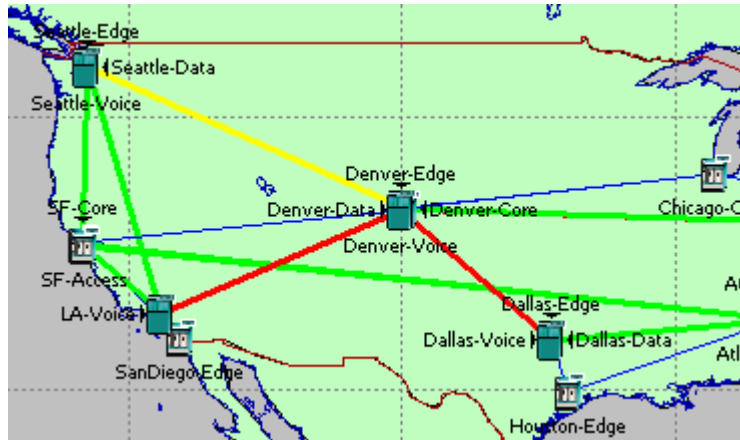 Seattle-Edge
Seattle-Data
Seattle-Voice
Denver-Edge
SF-Core
Denver-Data
Denver-Core
Chicago-C
Denver-Voice
SF-Access
Dallas-Edge
LA-Voice
Dallas-Voice
Dallas-Data
SanDiego-Edge
Houston-Edge